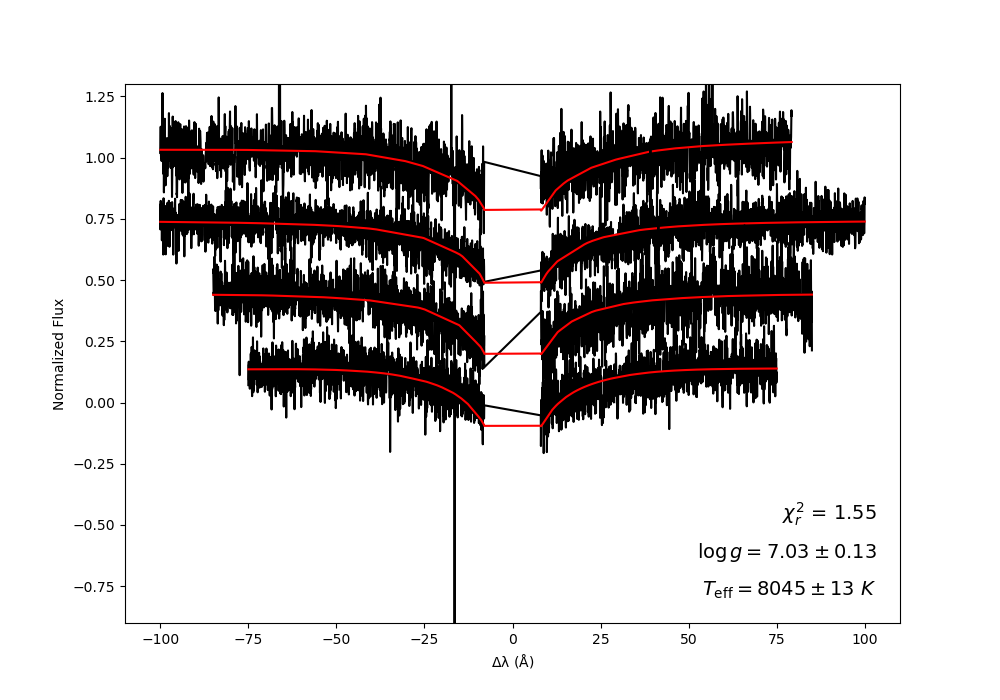 1.25
1.00
0.75
0.50
0.25
0.00
−0.25
−0.50
−0.75
Normalized Flux
χ²ᵣ = 1.55
log g = 7.03 ± 0.13
T_eff = 8045 ± 13 K
−100 −75 −50 −25 0 25 50 75 100
Δλ (Å)